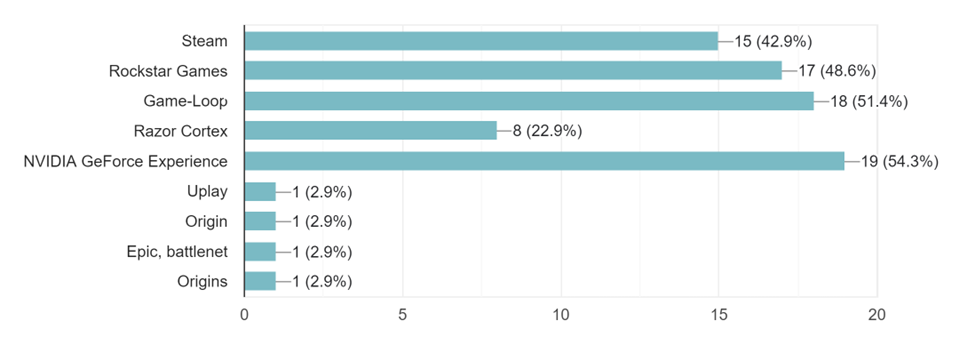 Steam 15 (42.9%)
Rockstar Games 17 (48.6%)
Game-Loop 18 (51.4%)
Razor Cortex 8 (22.9%)
NVIDIA GeForce Experience 19 (54.3%)
Uplay 1 (2.9%)
Origin 1 (2.9%)
Epic, battlenet 1 (2.9%)
Origins 1 (2.9%)
0 5 10 15 20